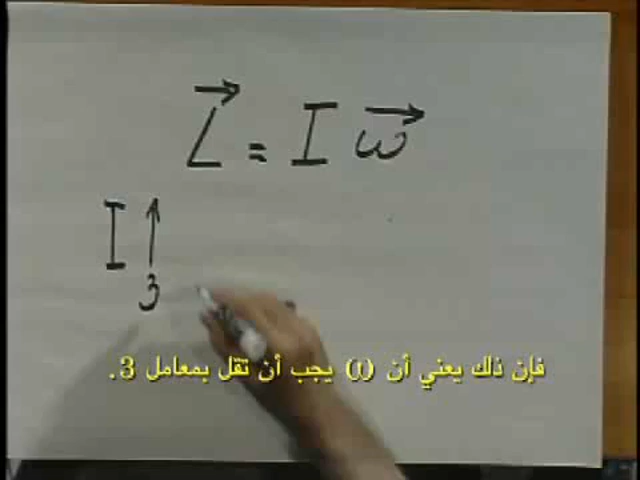 L⃗ = I ω⃗
I ↑
3
فإن ذلك يعني أن ω يجب أن تقل بمعامل 3.